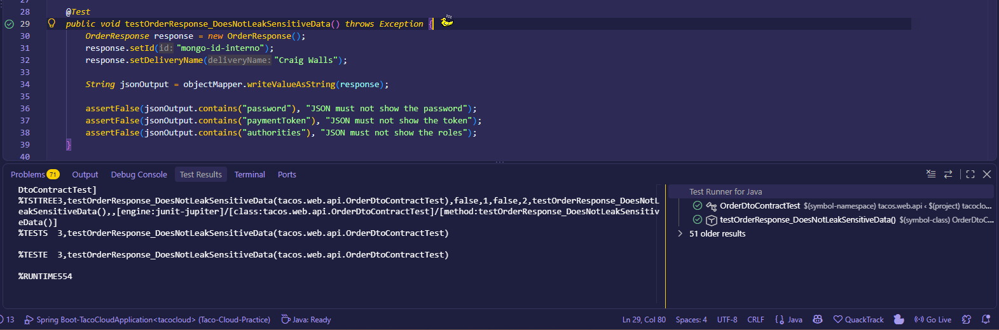 27
28 @Test
29 public void testOrderResponse_DoesNotLeakSensitiveData() throws Exception {
30 OrderResponse response = new OrderResponse();
31 response.setId(id: "mongo-id-interno");
32 response.setDeliveryName(deliveryName: "Craig Walls");
33
34 String jsonOutput = objectMapper.writeValueAsString(response);
35
36 assertFalse(jsonOutput.contains("password"), "JSON must not show the password");
37 assertFalse(jsonOutput.contains("paymentToken"), "JSON must not show the token");
38 assertFalse(jsonOutput.contains("authorities"), "JSON must not show the roles");
39 }
40
Problems 71 Output Debug Console Test Results Terminal Ports
DtoContractTest]
%TSTTREE3,testOrderResponse_DoesNotLeakSensitiveData(tacos.web.api.OrderDtoContractTest),false,1,false,2,testOrderResponse_DoesNotL
eakSensitiveData(),,[engine:junit-jupiter]/[class:tacos.web.api.OrderDtoContractTest]/[method:testOrderResponse_DoesNotLeakSensitiv
eData()]
%TESTS 3,testOrderResponse_DoesNotLeakSensitiveData(tacos.web.api.OrderDtoContractTest)
%TESTE 3,testOrderResponse_DoesNotLeakSensitiveData(tacos.web.api.OrderDtoContractTest)
%RUNTIME554
Test Runner for Java
OrderDtoContractTest $(symbol-namespace) tacos.web.api ‹ $(project) tacoclo...
testOrderResponse_DoesNotLeakSensitiveData() $(symbol-class) OrderDtoC...
51 older results
13 Spring Boot-TacoCloudApplication<tacocloud> (Taco-Cloud-Practice) Java: Ready Ln 29, Col 80 Spaces: 4 UTF-8 CRLF Java QuackTrack Go Live